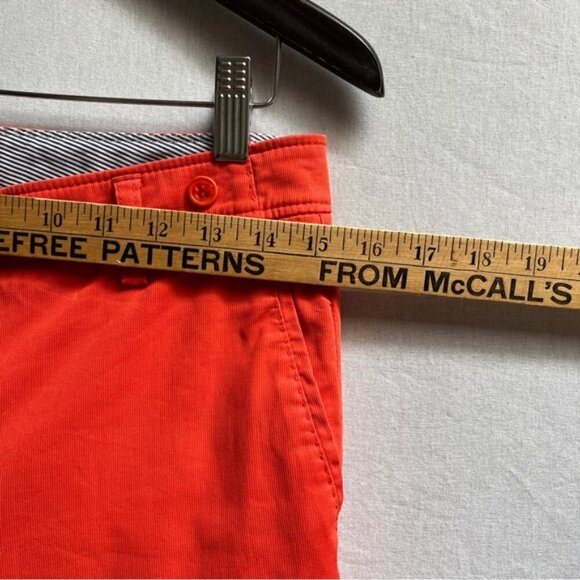 10 11 12 13 14 15 16 17 18 19
EFREE PATTERNS FROM McCALL'S